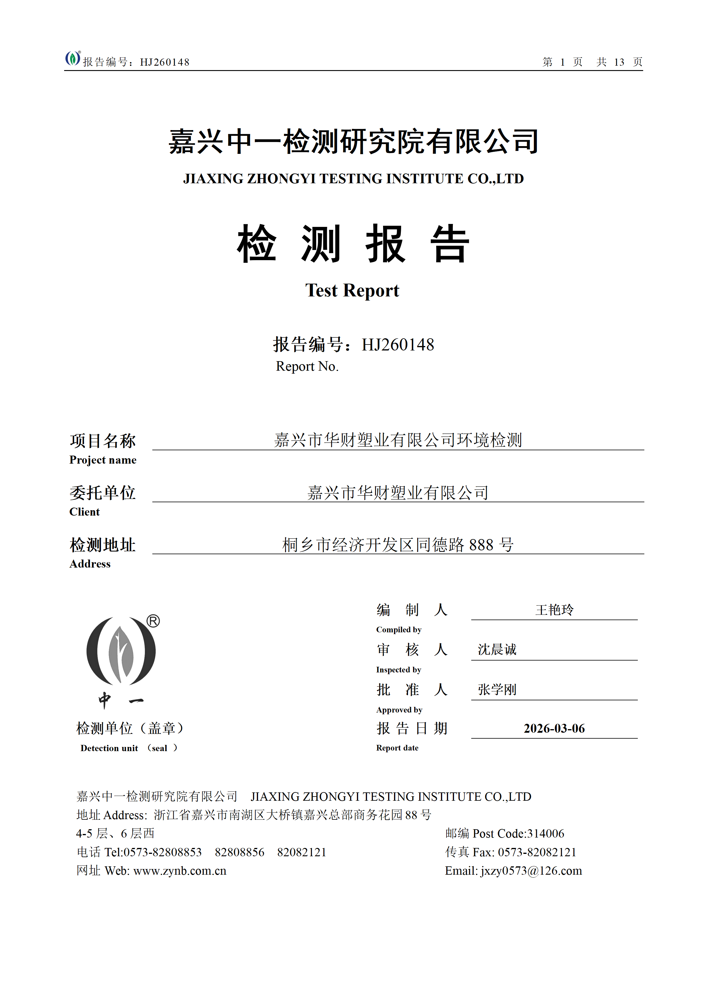 报告编号：HJ260148 第 1 页 共 13 页
嘉兴中一检测研究院有限公司
JIAXING ZHONGYI TESTING INSTITUTE CO.,LTD
检 测 报 告
Test Report
报告编号：HJ260148
Report No.
项目名称 嘉兴市华财塑业有限公司环境检测
Project name
委托单位 嘉兴市华财塑业有限公司
Client
检测地址 桐乡市经济开发区同德路 888 号
Address
编 制 人 王艳玲
Compiled by
审 核 人 沈晨诚
Inspected by
批 准 人 张学刚
Approved by
®
中 一
检测单位（盖章） 报 告 日 期 2026-03-06
Detection unit （seal ） Report date
嘉兴中一检测研究院有限公司 JIAXING ZHONGYI TESTING INSTITUTE CO.,LTD
地址 Address: 浙江省嘉兴市南湖区大桥镇嘉兴总部商务花园 88 号
4-5 层、6 层西 邮编 Post Code:314006
电话 Tel:0573-82808853 82808856 82082121 传真 Fax: 0573-82082121
网址 Web: www.zynb.com.cn Email: jxzy0573@126.com